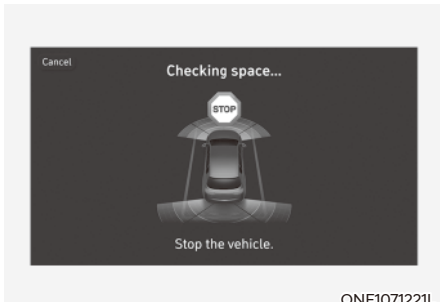 Cancel
Checking space...
STOP
Stop the vehicle.
ONE1071221L